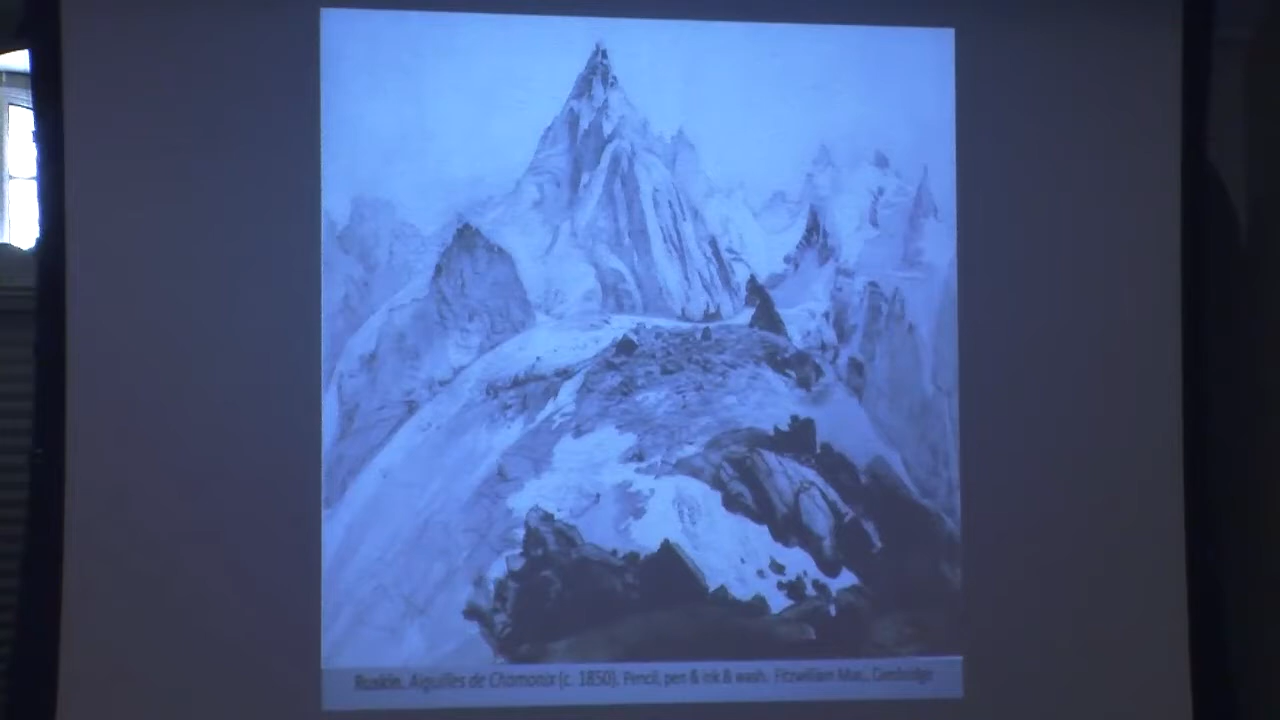 Ruskin. Aiguilles de Chamonix (c. 1850). Pencil, pen & ink & wash. Fitzwilliam Mus., Cambridge